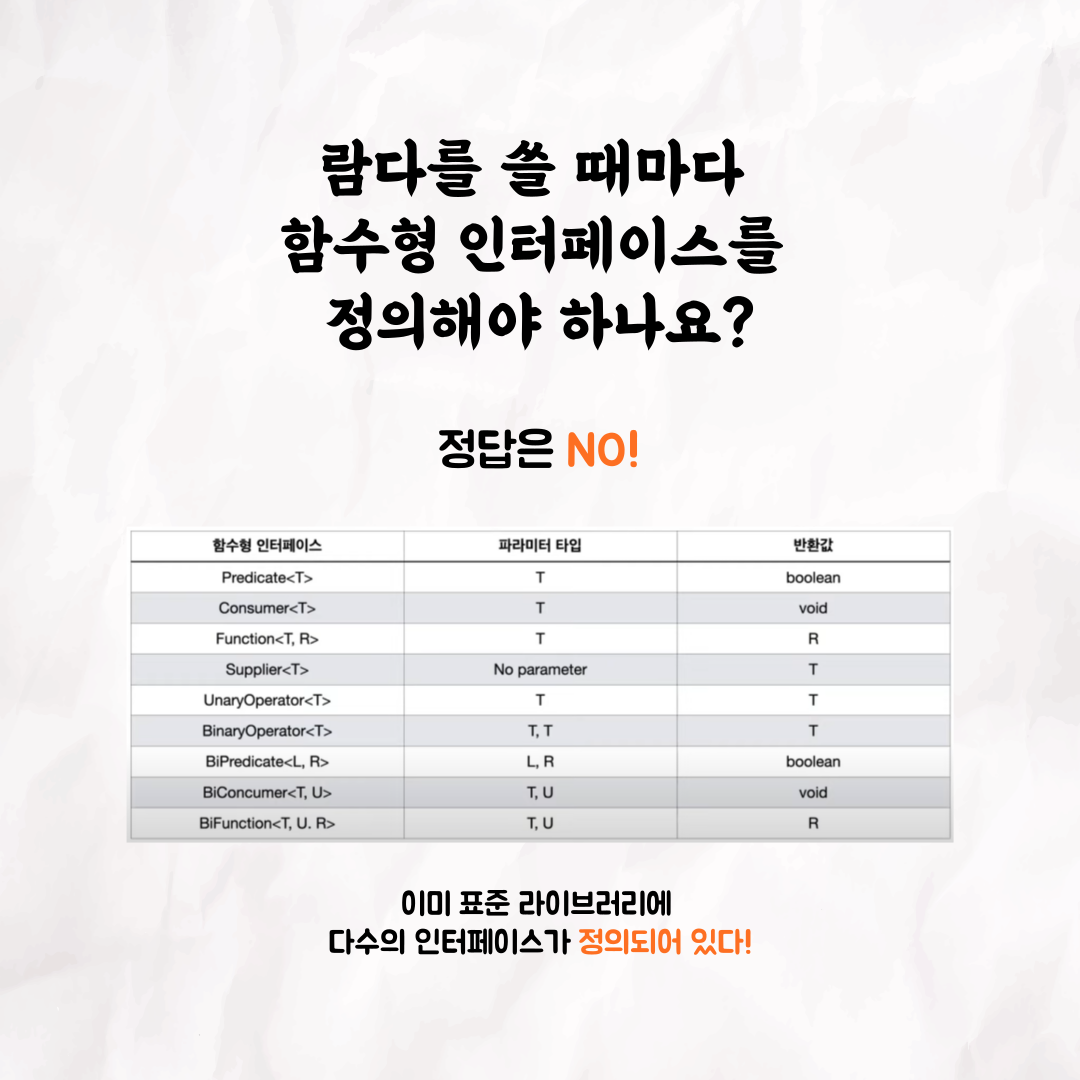 람다를 쓸 때마다
함수형 인터페이스를
정의해야 하나요?
정답은 NO!
함수형 인터페이스 파라미터 타입 반환값
Predicate<T> T boolean
Consumer<T> T void
Function<T, R> T R
Supplier<T> No parameter T
UnaryOperator<T> T T
BinaryOperator<T> T, T T
BiPredicate<L, R> L, R boolean
BiConcumer<T, U> T, U void
BiFunction<T, U. R> T, U R
이미 표준 라이브러리에
다수의 인터페이스가 정의되어 있다!